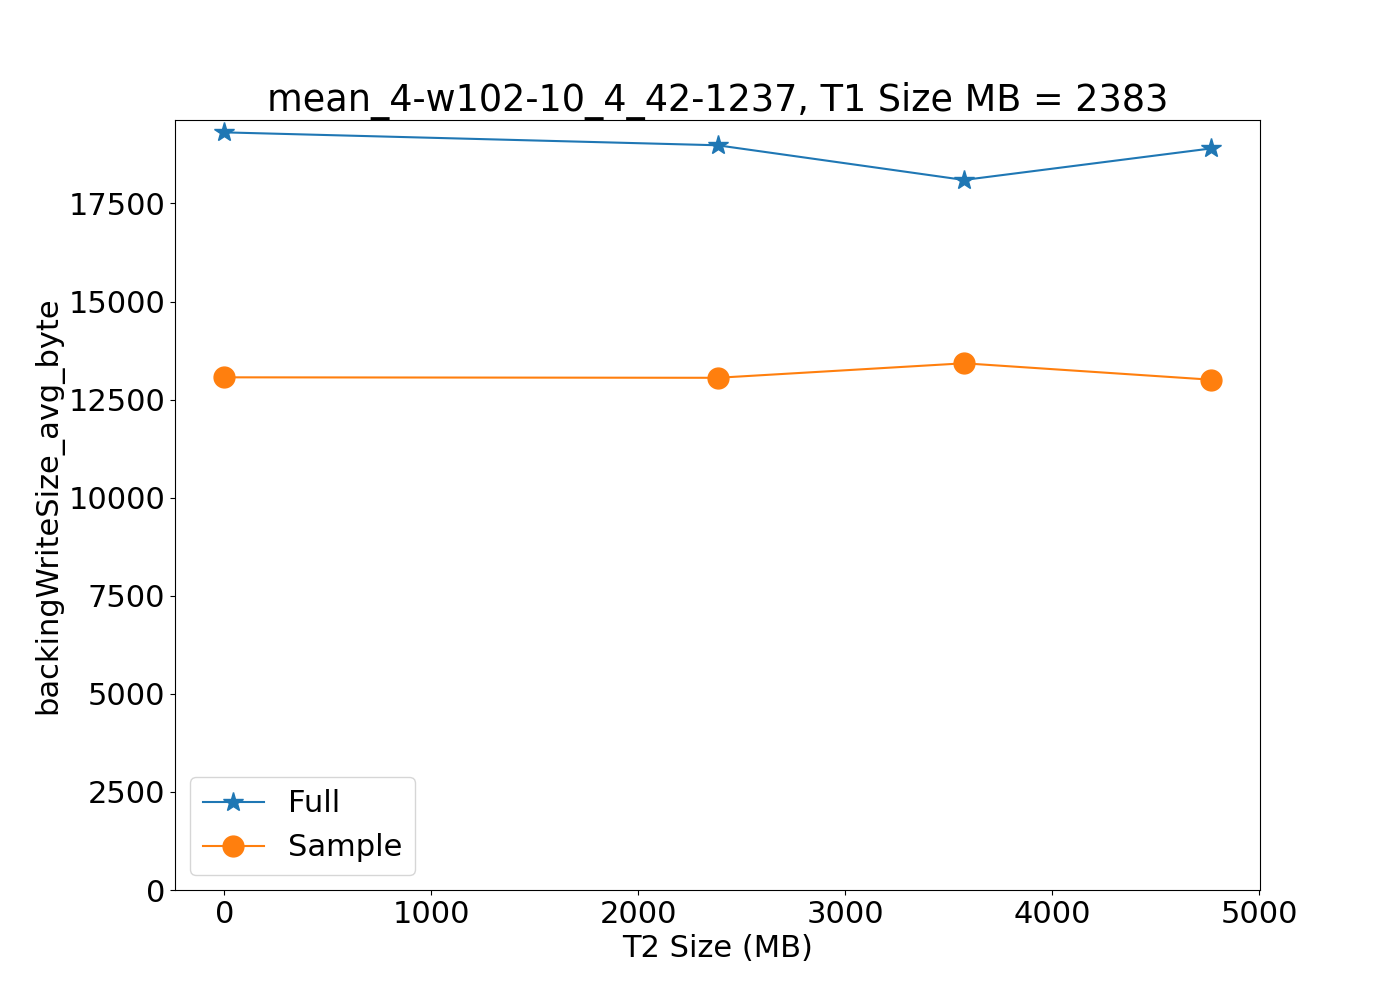 mean_4-w102-10_4_42-1237, T1 Size MB = 2383
backingWriteSize_avg_byte
17500
15000
12500
10000
7500
5000
2500
0
Full
Sample
0 1000 2000 3000 4000 5000
T2 Size (MB)